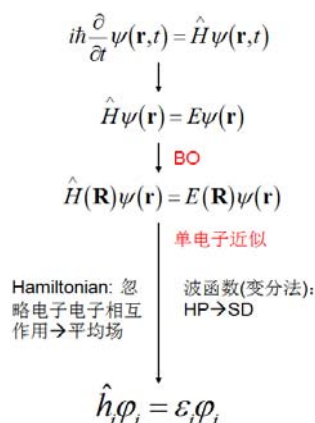 iħ ∂/∂t ψ(r,t) = Ĥψ(r,t)
Ĥψ(r) = Eψ(r)
BO
Ĥ(R)ψ(r) = E(R)ψ(r)
单电子近似
Hamiltonian: 忽
略电子电子相互
作用→平均场
波函数(变分法):
HP→SD
ĥᵢφᵢ = εᵢφᵢ